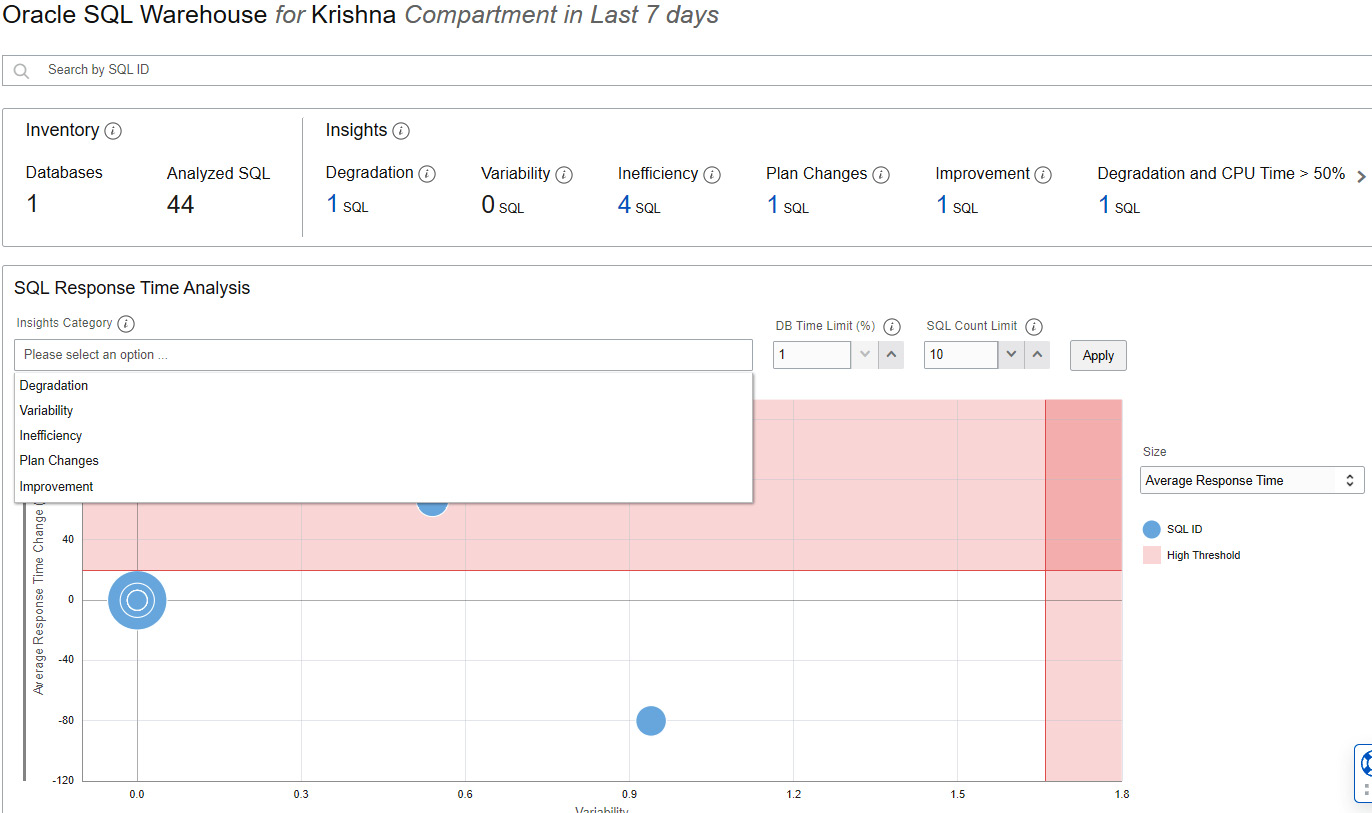 Oracle SQL Warehouse for Krishna Compartment in Last 7 days
Search by SQL ID
Inventory
Databases
1
Analyzed SQL
44
Insights
Degradation
1 SQL
Variability
0 SQL
Inefficiency
4 SQL
Plan Changes
1 SQL
Improvement
1 SQL
Degradation and CPU Time > 50%
1 SQL
SQL Response Time Analysis
Insights Category
Please select an option ...
Degradation
Variability
Inefficiency
Plan Changes
Improvement
DB Time Limit (%)
1
SQL Count Limit
10
Apply
Average Response Time Change
40
0
-40
-80
-120
0.0
0.3
0.6
0.9
1.2
1.5
1.8
Variability
Size
Average Response Time
SQL ID
High Threshold